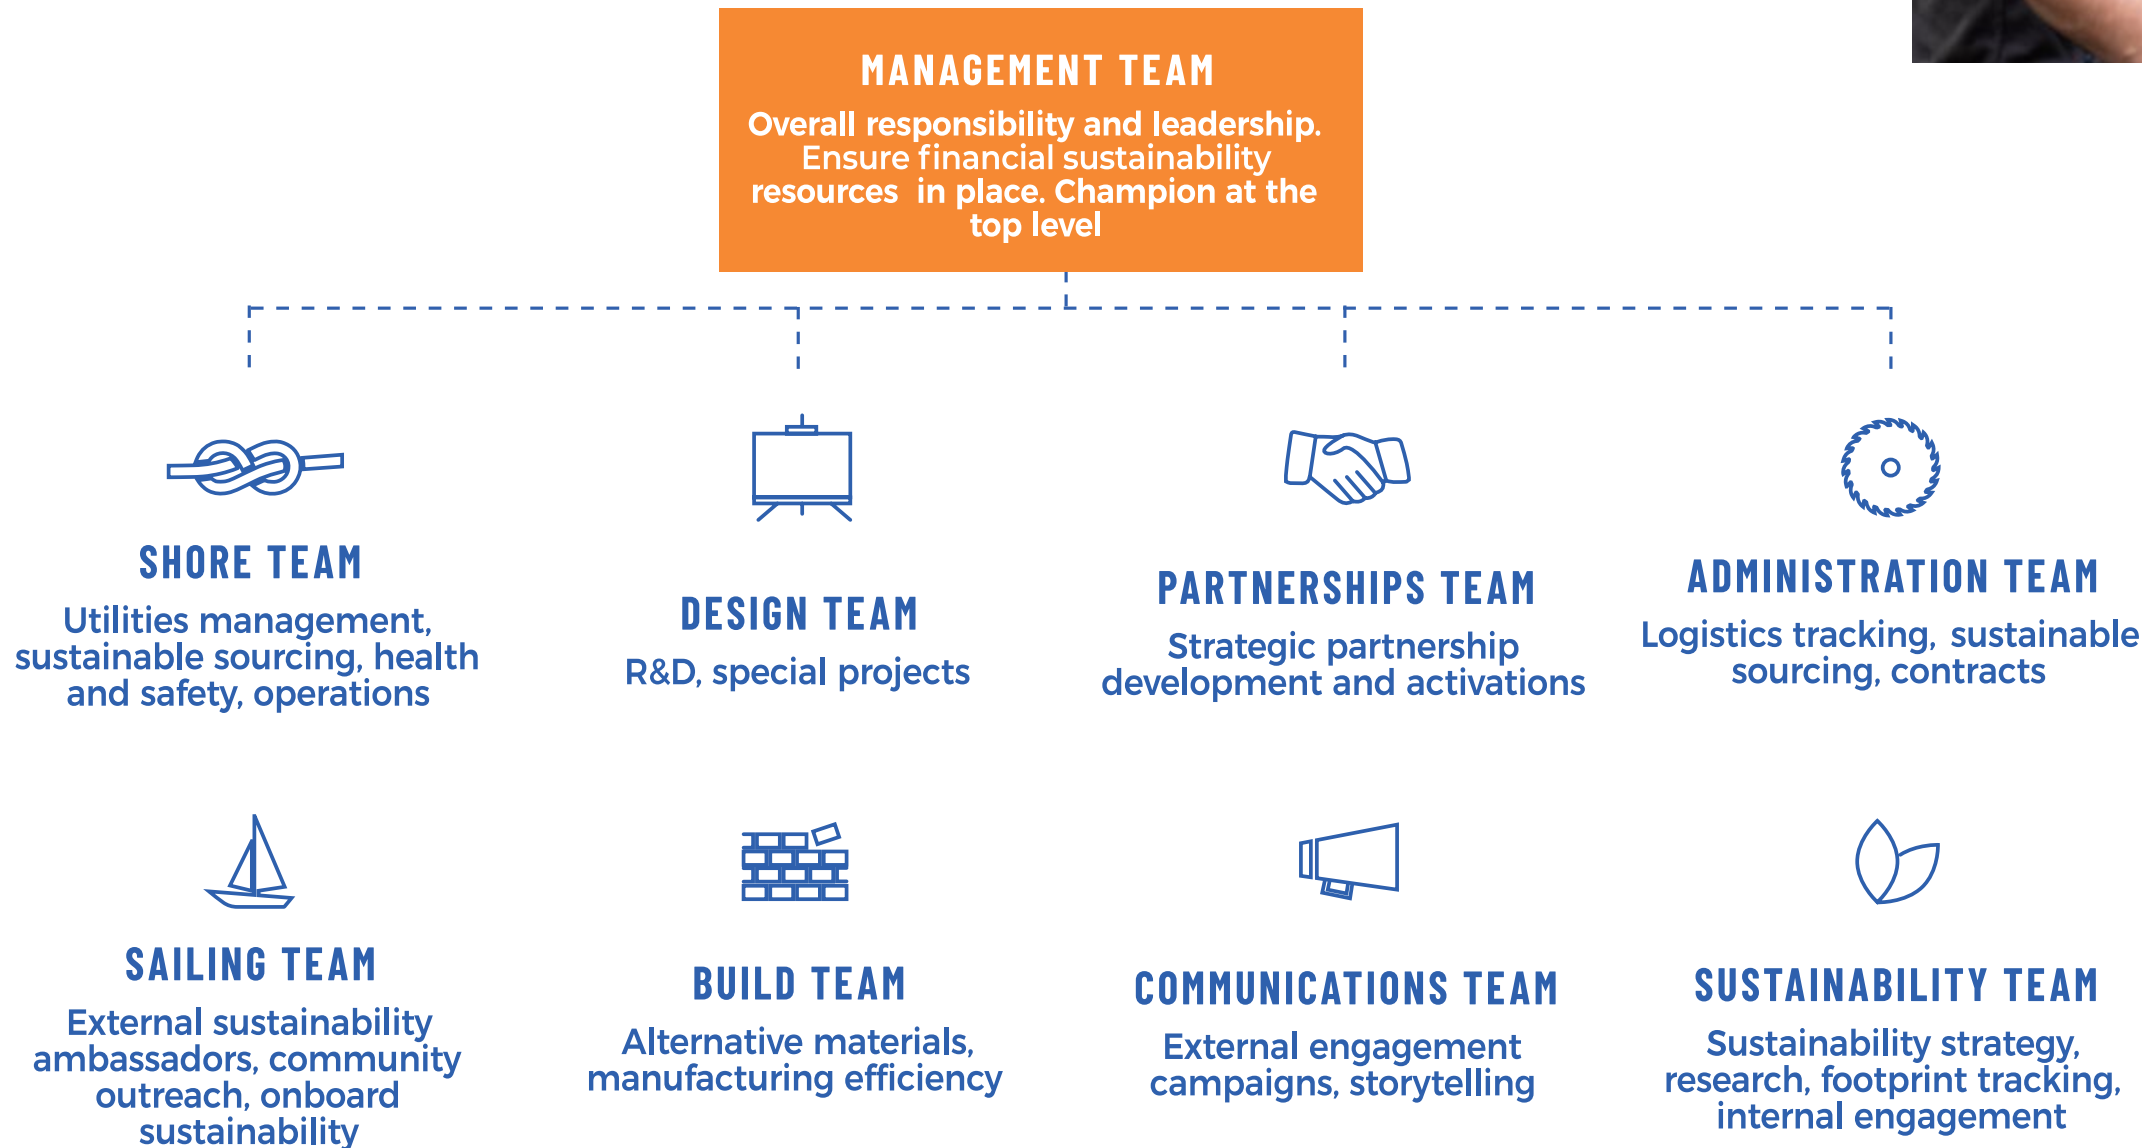 MANAGEMENT TEAM
Overall responsibility and leadership.
Ensure financial sustainability
resources in place. Champion at the
top level
SHORE TEAM
Utilities management,
sustainable sourcing, health
and safety, operations
DESIGN TEAM
R&D, special projects
PARTNERSHIPS TEAM
Strategic partnership
development and activations
ADMINISTRATION TEAM
Logistics tracking, sustainable
sourcing, contracts
SAILING TEAM
External sustainability
ambassadors, community
outreach, onboard
sustainability
BUILD TEAM
Alternative materials,
manufacturing efficiency
COMMUNICATIONS TEAM
External engagement
campaigns, storytelling
SUSTAINABILITY TEAM
Sustainability strategy,
research, footprint tracking,
internal engagement